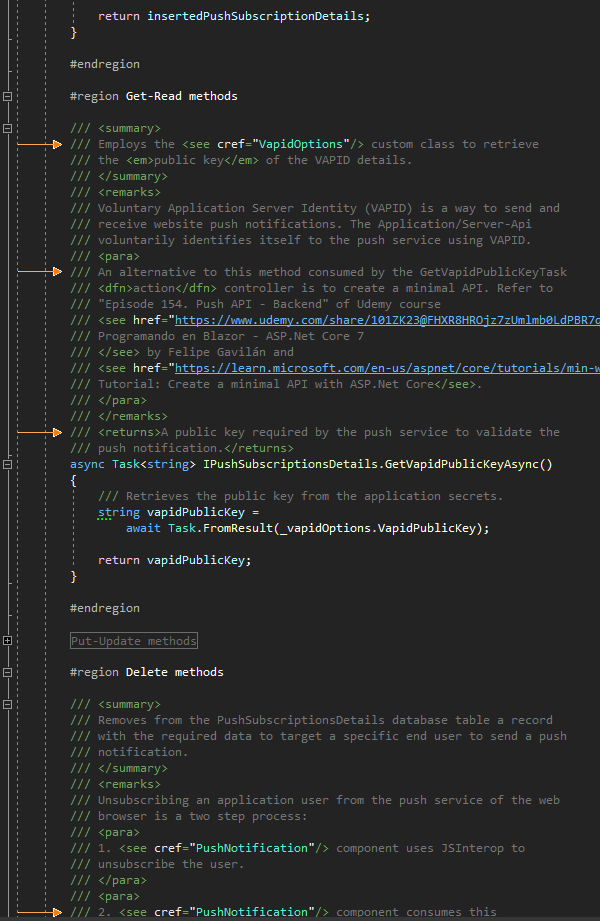 return insertedPushSubscriptionDetails;
}
#endregion
#region Get-Read methods
/// <summary>
/// Employs the <see cref="VapidOptions"/> custom class to retrieve
/// the <em>public key</em> of the VAPID details.
/// </summary>
/// <remarks>
/// Voluntary Application Server Identity (VAPID) is a way to send and
/// receive website push notifications. The Application/Server-Api
/// voluntarily identifies itself to the push service using VAPID.
/// <para>
/// An alternative to this method consumed by the GetVapidPublicKeyTask
/// <dfn>action</dfn> controller is to create a minimal API. Refer to
/// "Episode 154. Push API - Backend" of Udemy course
/// <see href="https://www.udemy.com/share/101ZK23@FHXR8HROjz7zUmlmb0LdPBR7
/// Programando en Blazor - ASP.Net Core 7
/// </see> by Felipe Gavilán and
/// <see href="https://learn.microsoft.com/en-us/aspnet/core/tutorials/min-w
/// Tutorial: Create a minimal API with ASP.Net Core</see>.
/// </para>
/// </remarks>
/// <returns>A public key required by the push service to validate the
/// push notification.</returns>
async Task<string> IPushSubscriptionsDetails.GetVapidPublicKeyAsync()
{
/// Retrieves the public key from the application secrets.
string vapidPublicKey =
await Task.FromResult(_vapidOptions.VapidPublicKey);
return vapidPublicKey;
}
#endregion
Put-Update methods
#region Delete methods
/// <summary>
/// Removes from the PushSubscriptionsDetails database table a record
/// with the required data to target a specific end user to send a push
/// notification.
/// </summary>
/// <remarks>
/// Unsubscribing an application user from the push service of the web
/// browser is a two step process:
/// <para>
/// 1. <see cref="PushNotification"/> component uses JSInterop to
/// unsubscribe the user.
/// </para>
/// <para>
/// 2. <see cref="PushNotification"/> component consumes this